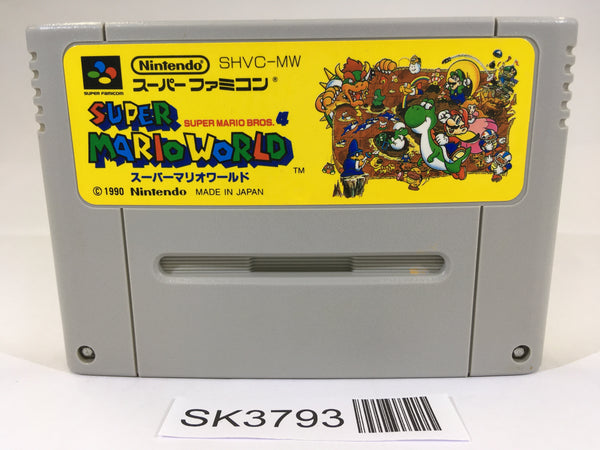 Nintendo SHVC-MW
SUPER FAMICOM
スーパーファミコン
SUPER MARIO BROS. 4
SUPER
MARIO WORLD
TM
スーパーマリオワールド
© 1990 Nintendo MADE IN JAPAN
SK3793